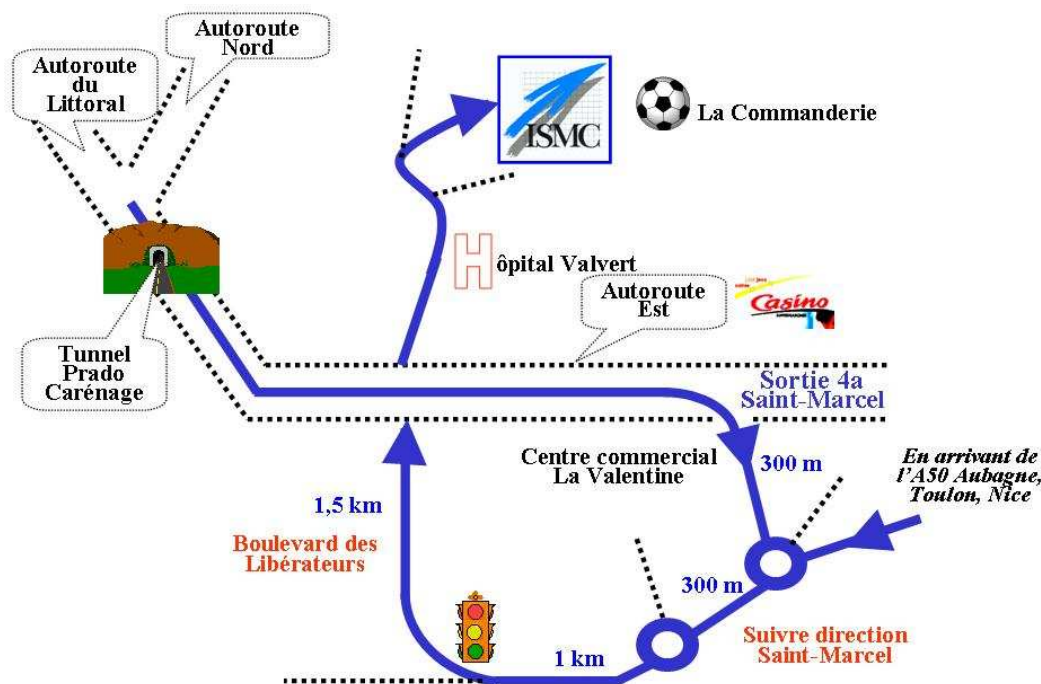 Autoroute
Nord
Autoroute
du
Littoral
ISMC
La Commanderie
Hôpital Valvert
Autoroute
Est
Casino
Tunnel
Prado
Carénage
Sortie 4a
Saint-Marcel
Centre commercial
La Valentine
300 m
En arrivant de
l'A50 Aubagne,
Toulon, Nice
1,5 km
Boulevard des
Libérateurs
300 m
Suivre direction
Saint-Marcel
1 km